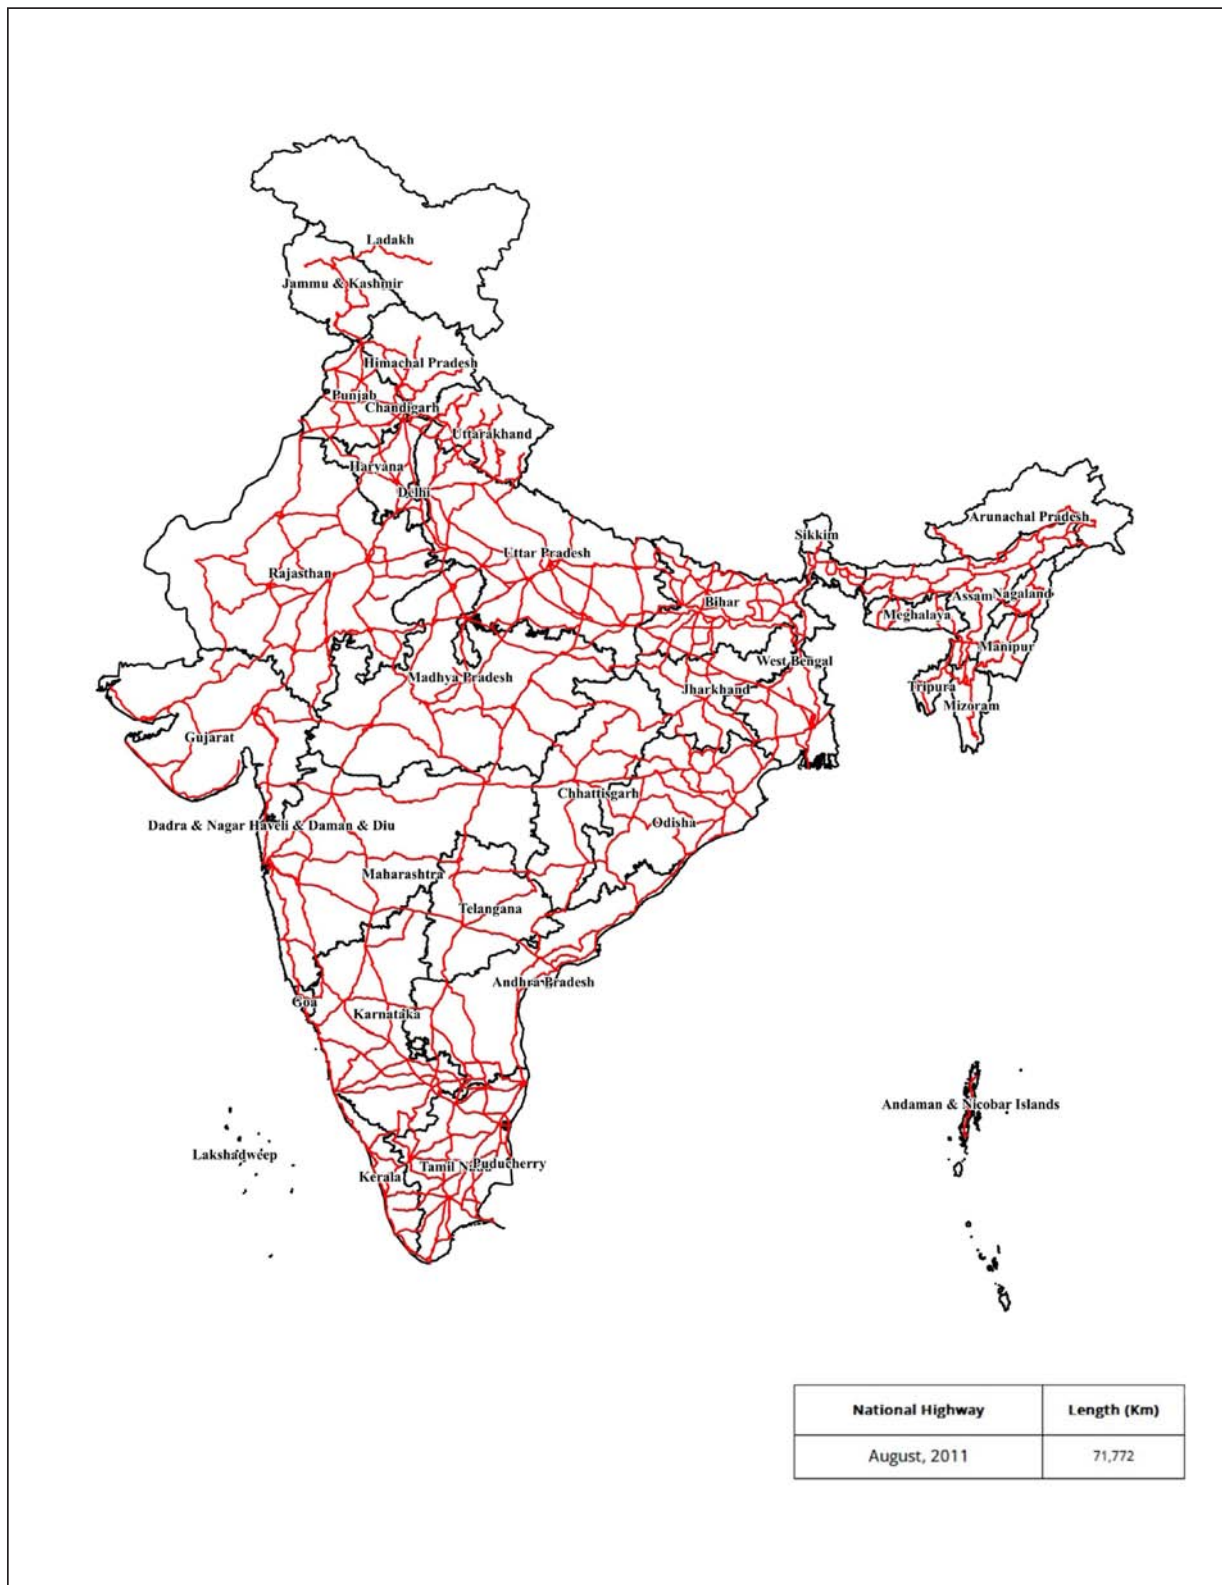 Ladakh
Jammu & Kashmir
Himachal Pradesh
Punjab
Chandigarh
Uttarakhand
Haryana
Delhi
Arunachal Pradesh
Sikkim
Uttar Pradesh
Rajasthan
Assam
Nagaland
Bihar
Meghalaya
Manipur
West Bengal
Madhya Pradesh
Jharkhand
Tripura
Mizoram
Gujarat
Chhattisgarh
Odisha
Dadra & Nagar Haveli & Daman & Diu
Maharashtra
Telangana
Andhra Pradesh
Goa
Karnataka
Andaman & Nicobar Islands
Lakshadweep
Tamil
Puducherry
Kerala
National Highway Length (Km)
August, 2011 71,772